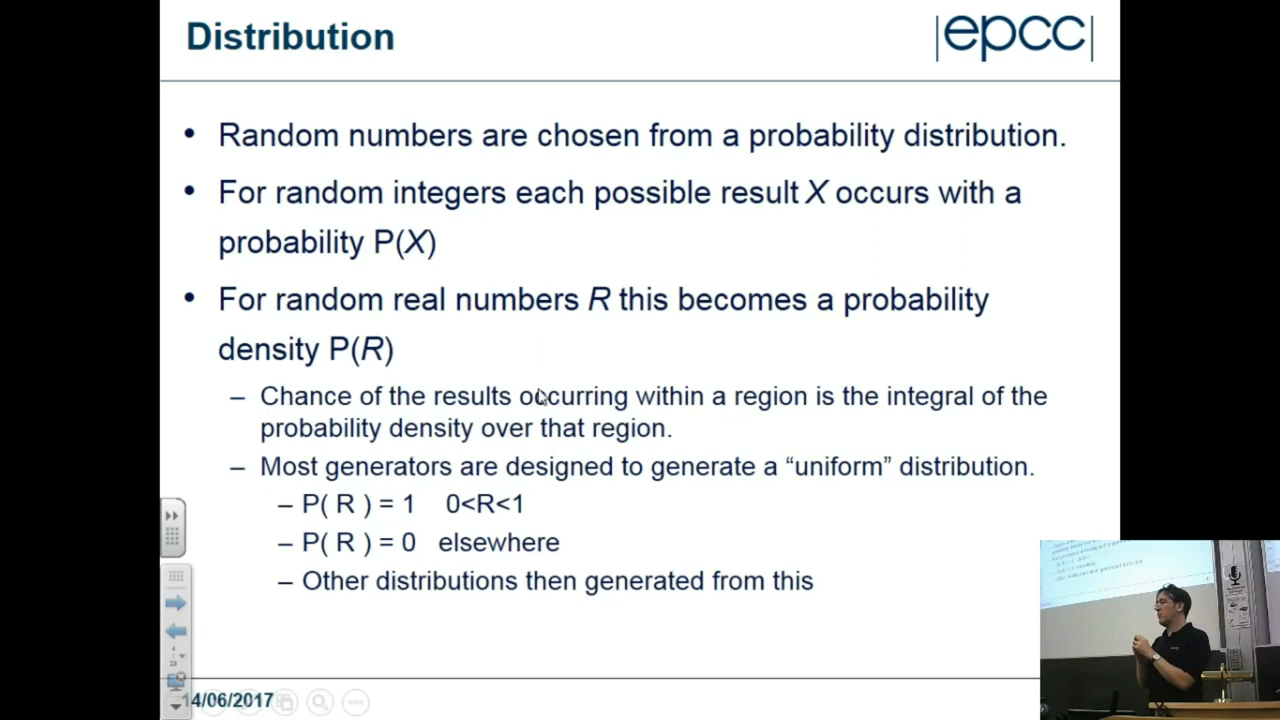 Distribution
|epcc|
• Random numbers are chosen from a probability distribution.
• For random integers each possible result X occurs with a
probability P(X)
• For random real numbers R this becomes a probability
density P(R)
– Chance of the results occurring within a region is the integral of the
probability density over that region.
– Most generators are designed to generate a “uniform” distribution.
– P( R ) = 1 0<R<1
– P( R ) = 0 elsewhere
– Other distributions then generated from this
14/06/2017